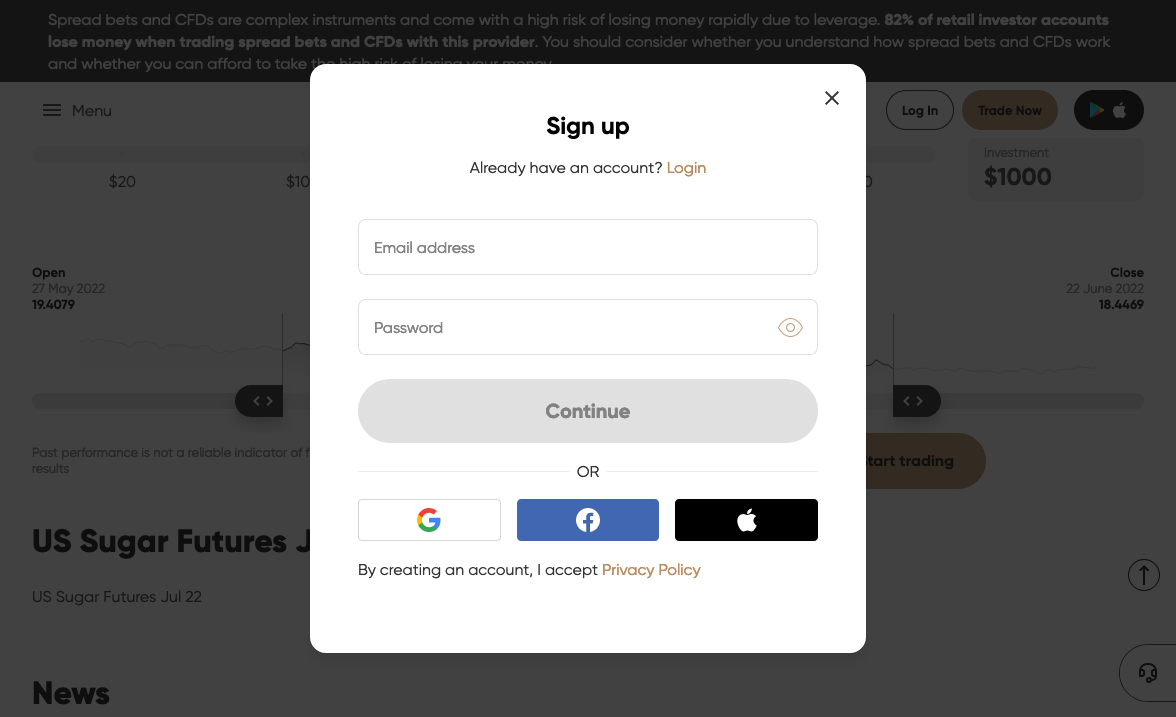 Spread bets and CFDs are complex instruments and come with a high risk of losing money rapidly due to leverage. 82% of retail investor accounts
lose money when trading spread bets and CFDs with this provider. You should consider whether you understand how spread bets and CFDs work
and whether you can afford to take the high risk of losing your money.
Menu
Log In
Trade Now
Sign up
Already have an account? Login
Investment
$1000
$20
$10
Email address
Open
27 May 2022
19.4079
Close
22 June 2022
18.4469
Password
Continue
Past performance is not a reliable indicator of
results
Start trading
OR
US Sugar Futures
By creating an account, I accept Privacy Policy
US Sugar Futures Jul 22
News